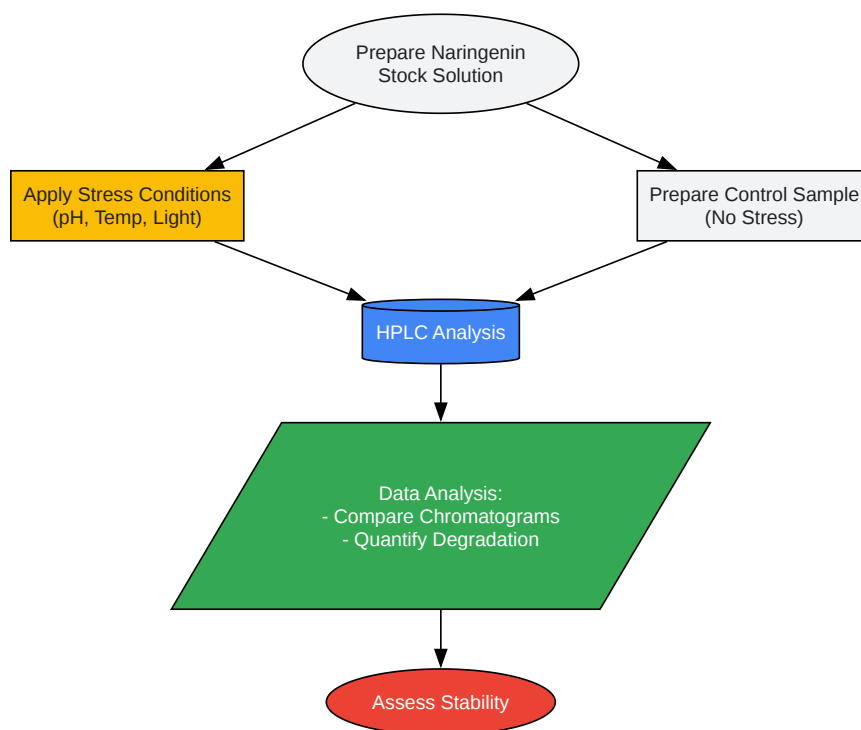 Prepare Naringenin
Stock Solution
Apply Stress Conditions
(pH, Temp, Light)
Prepare Control Sample
(No Stress)
HPLC Analysis
Data Analysis:
- Compare Chromatograms
- Quantify Degradation
Assess Stability